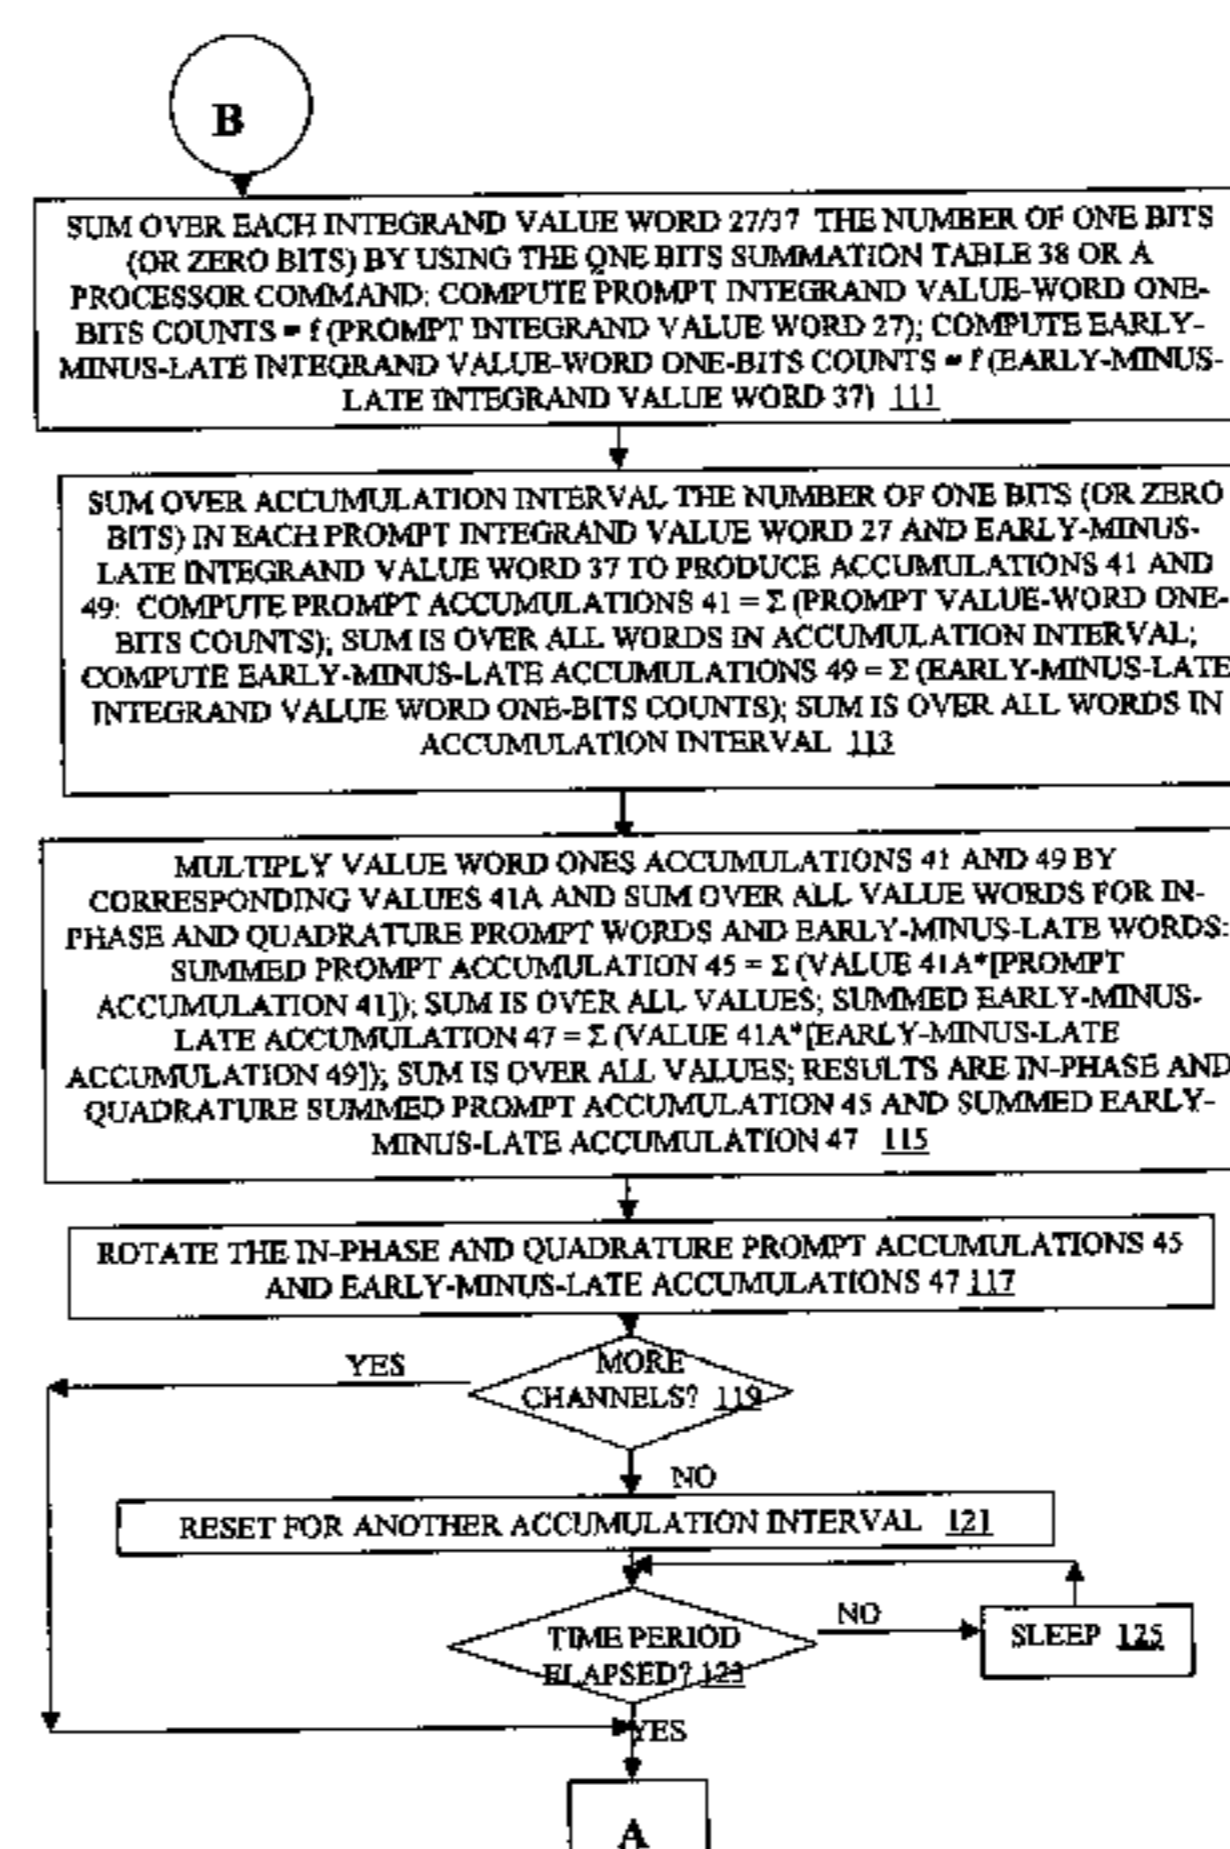 B
SUM OVER EACH INTEGRAND VALUE WORD 27/37 THE NUMBER OF ONE BITS
(OR ZERO BITS) BY USING THE ONE BITS SUMMATION TABLE 38 OR A
PROCESSOR COMMAND: COMPUTE PROMPT INTEGRAND VALUE-WORD ONE-
BITS COUNTS = f (PROMPT INTEGRAND VALUE WORD 27); COMPUTE EARLY-
MINUS-LATE INTEGRAND VALUE-WORD ONE-BITS COUNTS = f (EARLY-MINUS-
LATE INTEGRAND VALUE WORD 37) 111
SUM OVER ACCUMULATION INTERVAL THE NUMBER OF ONE BITS (OR ZERO
BITS) IN EACH PROMPT INTEGRAND VALUE WORD 27 AND EARLY-MINUS-
LATE INTEGRAND VALUE WORD 37 TO PRODUCE ACCUMULATIONS 41 AND
49: COMPUTE PROMPT ACCUMULATIONS 41 = Σ (PROMPT VALUE-WORD ONE-
BITS COUNTS); SUM IS OVER ALL WORDS IN ACCUMULATION INTERVAL;
COMPUTE EARLY-MINUS-LATE ACCUMULATIONS 49 = Σ (EARLY-MINUS-LATE
INTEGRAND VALUE WORD ONE-BITS COUNTS); SUM IS OVER ALL WORDS IN
ACCUMULATION INTERVAL 113
MULTIPLY VALUE WORD ONES ACCUMULATIONS 41 AND 49 BY
CORRESPONDING VALUES 41A AND SUM OVER ALL VALUE WORDS FOR IN-
PHASE AND QUADRATURE PROMPT WORDS AND EARLY-MINUS-LATE WORDS:
SUMMED PROMPT ACCUMULATION 45 = Σ (VALUE 41A*[PROMPT
ACCUMULATION 41]); SUM IS OVER ALL VALUES; SUMMED EARLY-MINUS-
LATE ACCUMULATION 47 = Σ (VALUE 41A*[EARLY-MINUS-LATE
ACCUMULATION 49]); SUM IS OVER ALL VALUES; RESULTS ARE IN-PHASE AND
QUADRATURE SUMMED PROMPT ACCUMULATION 45 AND SUMMED EARLY-
MINUS-LATE ACCUMULATION 47 115
ROTATE THE IN-PHASE AND QUADRATURE PROMPT ACCUMULATIONS 45
AND EARLY-MINUS-LATE ACCUMULATIONS 47 117
YES
MORE
CHANNELS? 119
NO
RESET FOR ANOTHER ACCUMULATION INTERVAL 121
TIME PERIOD
ELAPSED? 123
NO
SLEEP 125
YES
A